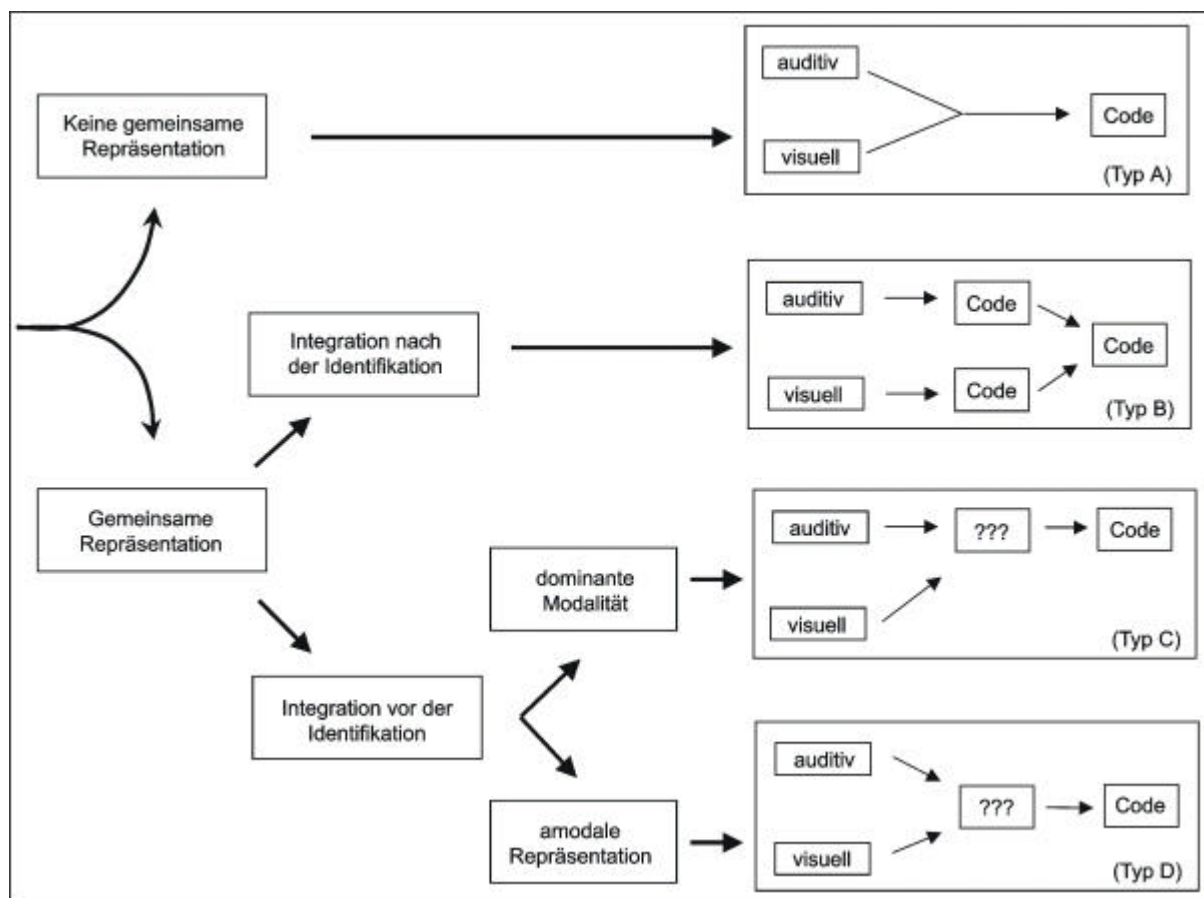 Keine gemeinsame
Repräsentation
auditiv
visuell
Code
(Typ A)
Integration nach
der Identifikation
auditiv
Code
Code
visuell
Code
(Typ B)
Gemeinsame
Repräsentation
dominante
Modalität
auditiv
???
Code
visuell
(Typ C)
Integration vor der
Identifikation
amodale
Repräsentation
auditiv
???
Code
visuell
(Typ D)